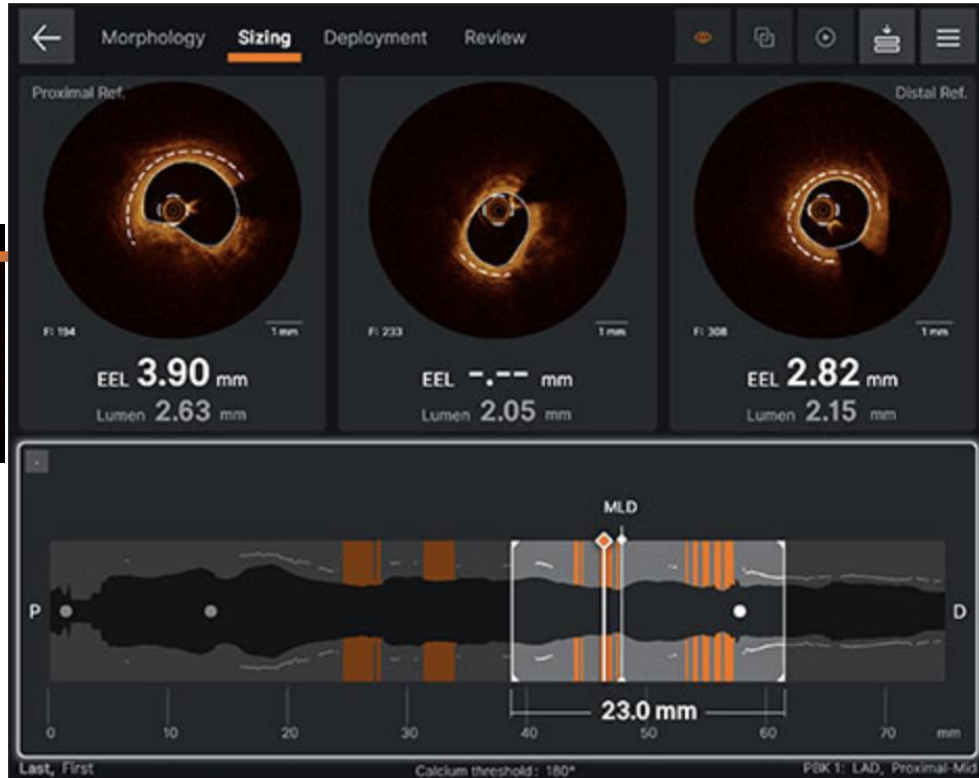 Morphology Sizing Deployment Review
Proximal Ref.
Distal Ref.
F: 194 1 mm
F: 233 1 mm
F: 308 1 mm
EEL 3.90 mm
Lumen 2.63 mm
EEL -.-- mm
Lumen 2.05 mm
EEL 2.82 mm
Lumen 2.15 mm
MLD
P
D
23.0 mm
0 10 20 30 40 50 60 70 mm
Last, First
Calcium threshold: 180°
PBK 1: LAD, Proximal-Mid